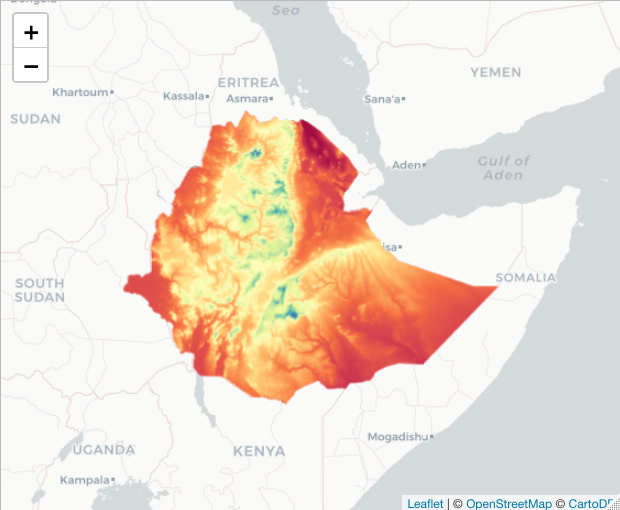 Sea
+
−
ERITREA
YEMEN
Khartoum
Kassala
Asmara
Sana'a
SUDAN
Aden
Gulf of
Aden
SOUTH
SUDAN
SOMALIA
UGANDA
KENYA
Mogadishu
Kampala
Leaflet | © OpenStreetMap © CartoDB